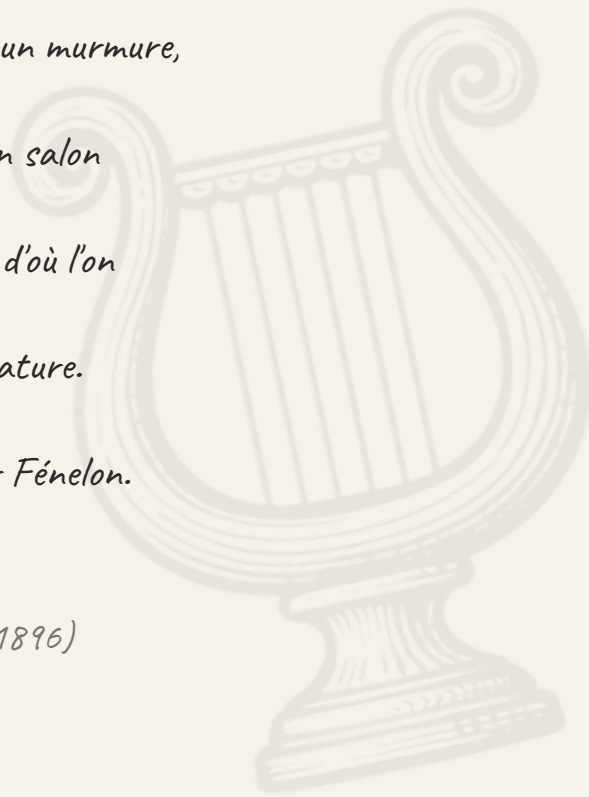 un murmure,
n salon
d'où l'on
ature.
Fénelon.
1896)